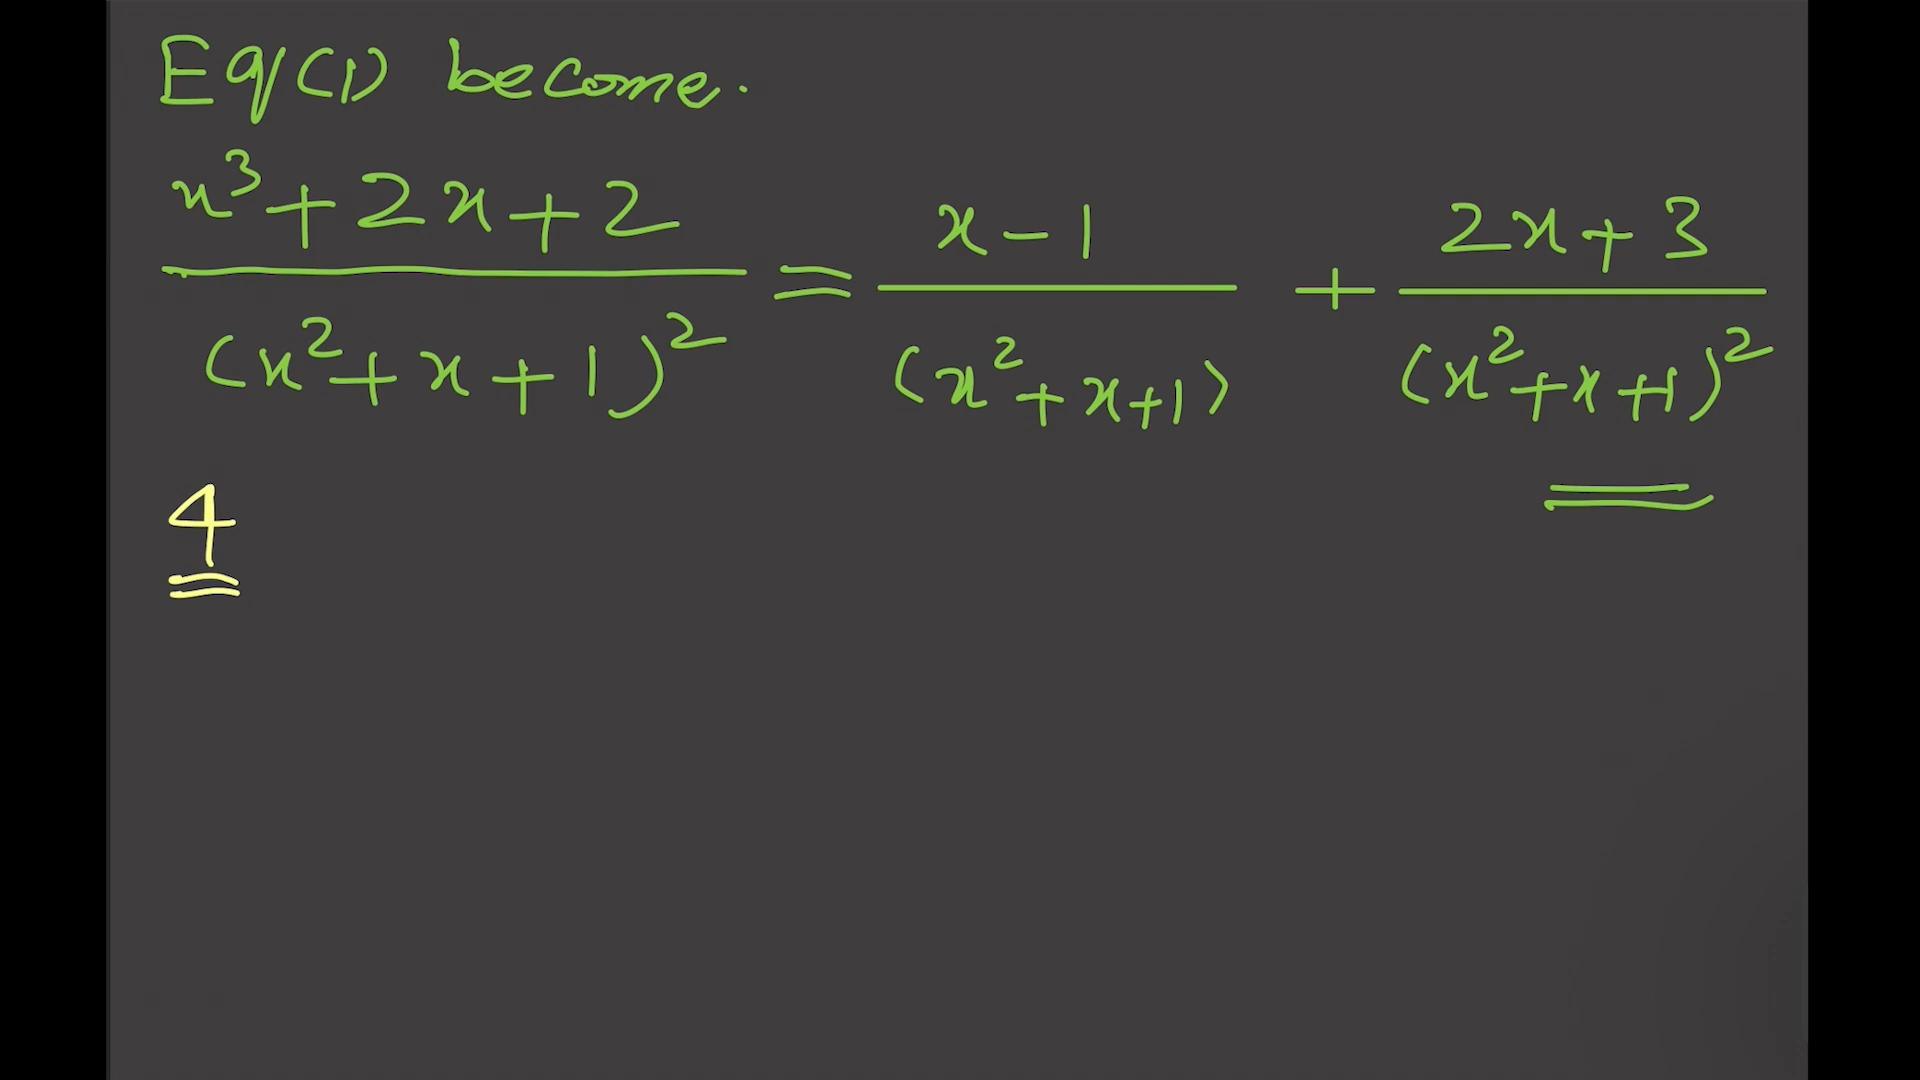 Eq(1) become.
x³+2x+2/(x²+x+1)² = x-1/(x²+x+1) + 2x+3/(x²+x+1)²
4